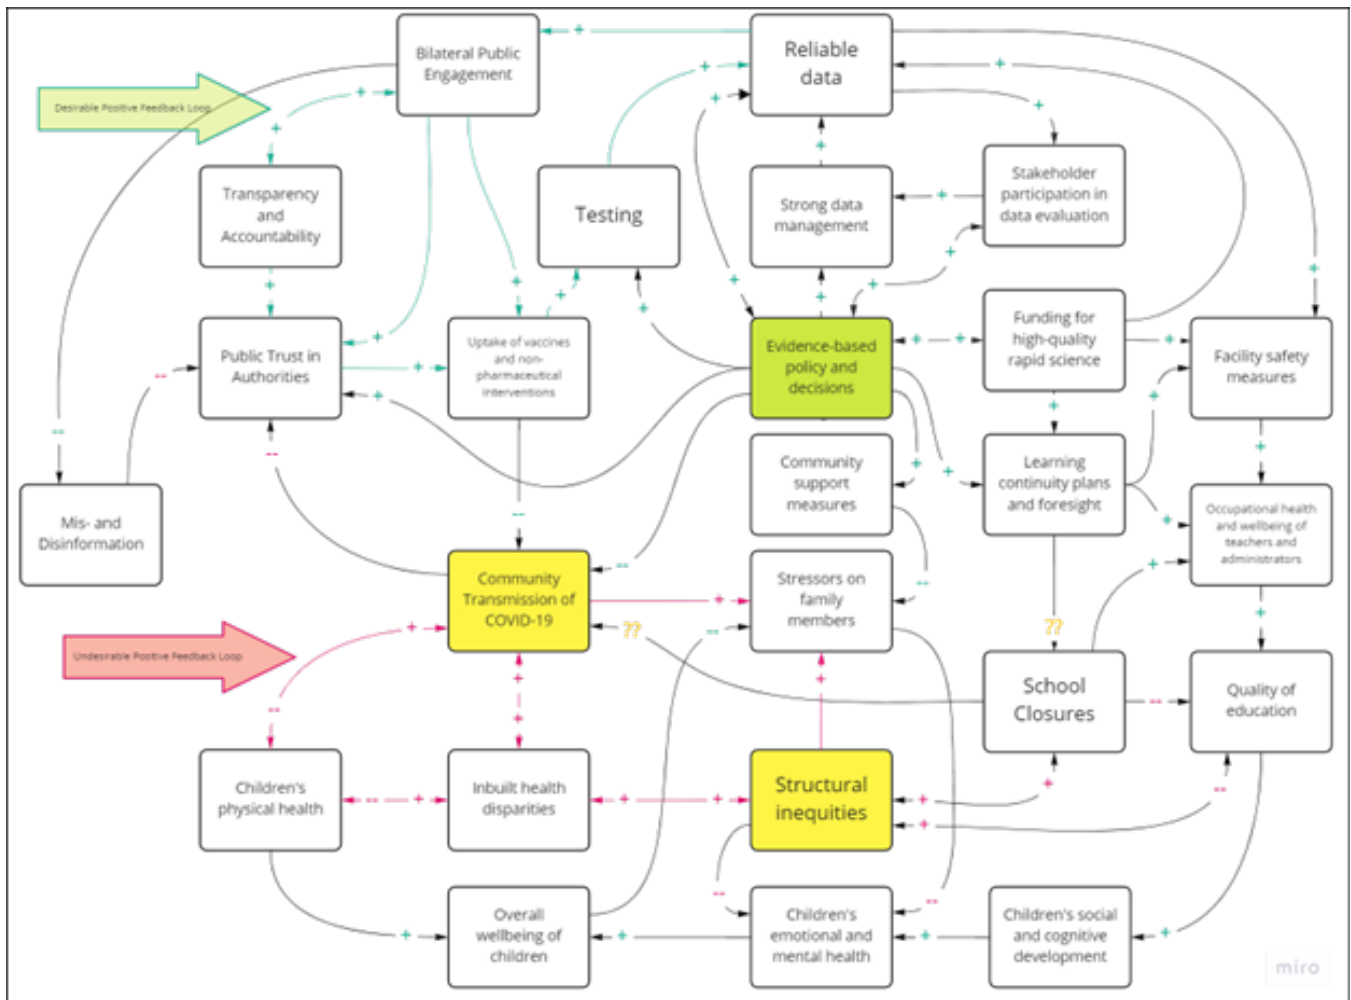 Bilateral Public
Engagement
Reliable
data
Desirable Positive Feedback Loop
Transparency
and
Accountability
Testing
Strong data
management
Stakeholder
participation in
data evaluation
Public Trust in
Authorities
Uptake of vaccines
and non-
pharmaceutical
interventions
Evidence-based
policy and
decisions
Funding for
high-quality
rapid science
Facility safety
measures
Mis- and
Disinformation
Community
support
measures
Learning
continuity plans
and foresight
Occupational health
and wellbeing of
teachers and
administrators
Community
Transmission of
COVID-19
Stressors on
family
members
??
??
Undesirable Positive Feedback Loop
School
Closures
Quality of
education
Children's
physical health
Inbuilt health
disparities
Structural
inequities
Overall
wellbeing of
children
Children's
emotional and
mental health
Children's social
and cognitive
development
miro